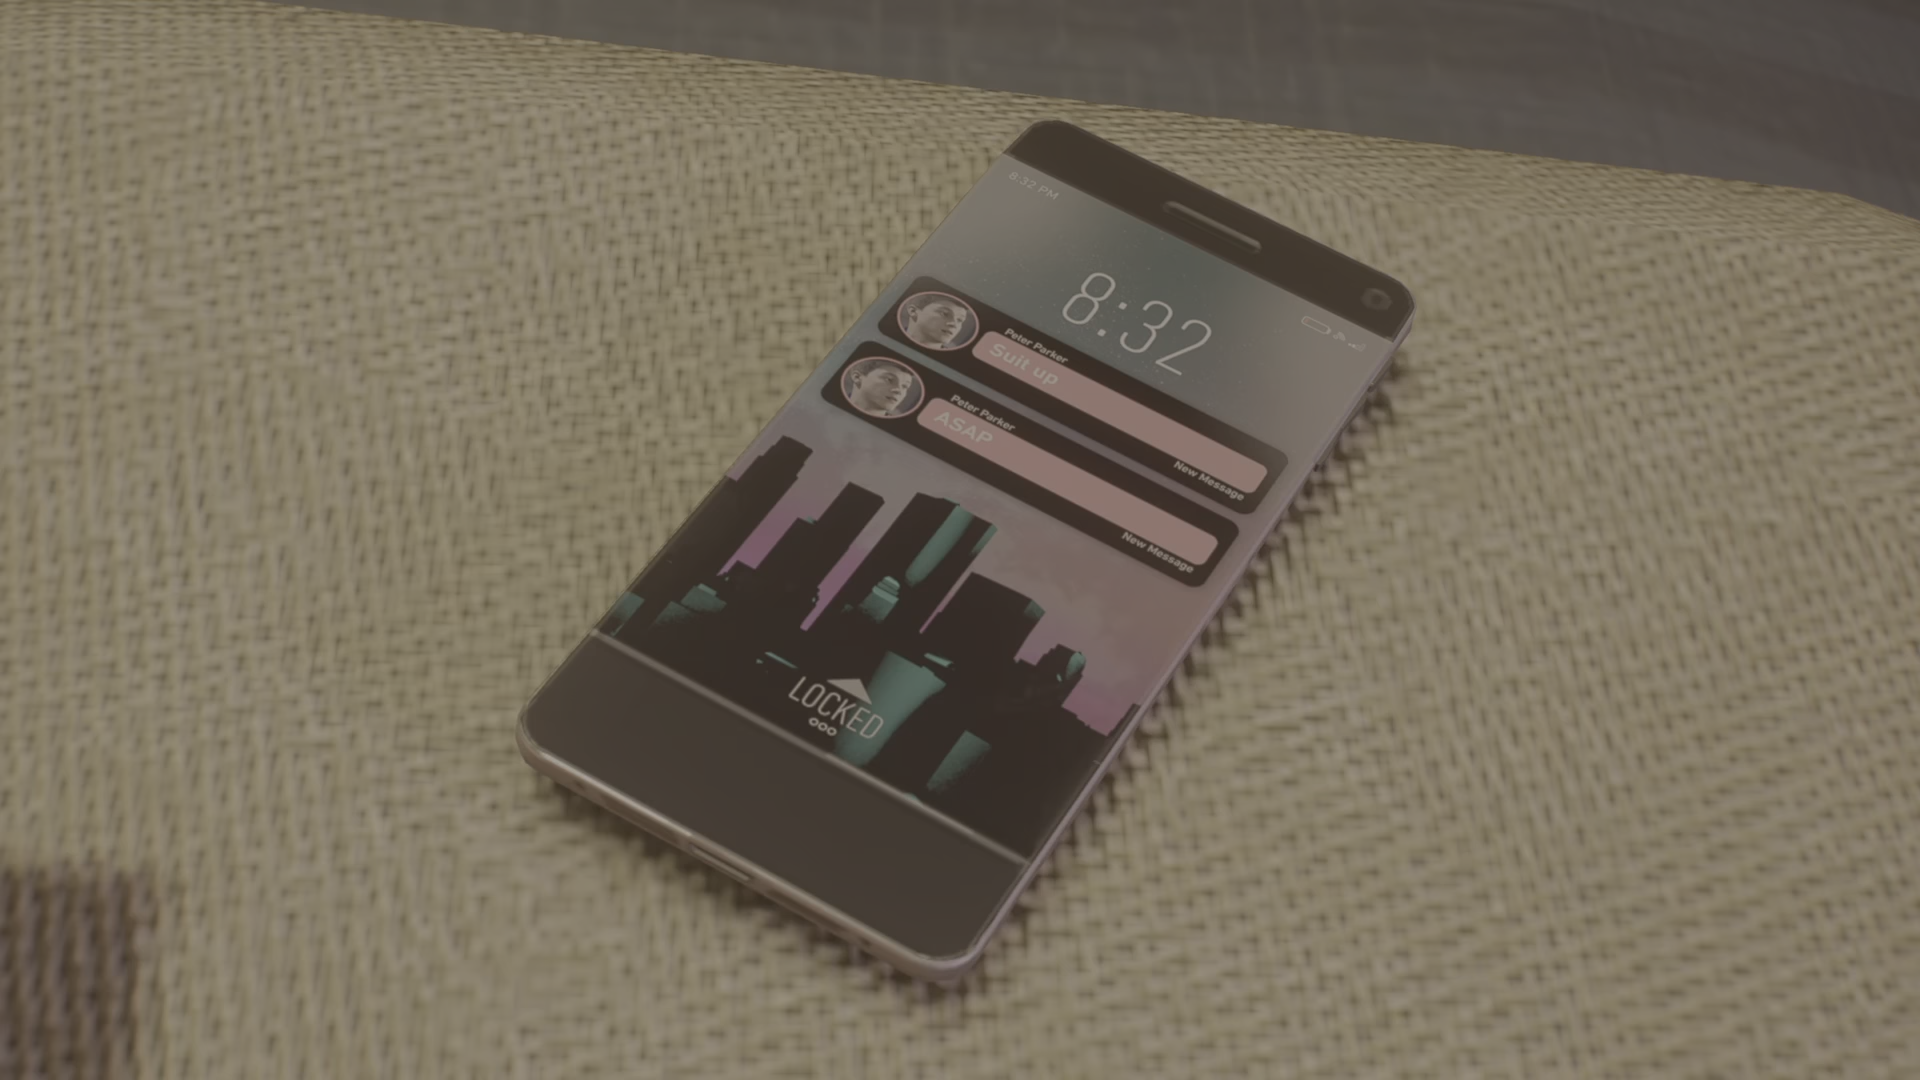 8:32 PM
8:32
Peter Parker
Suit up
New Message
Peter Parker
ASAP
New Message
LOCKED